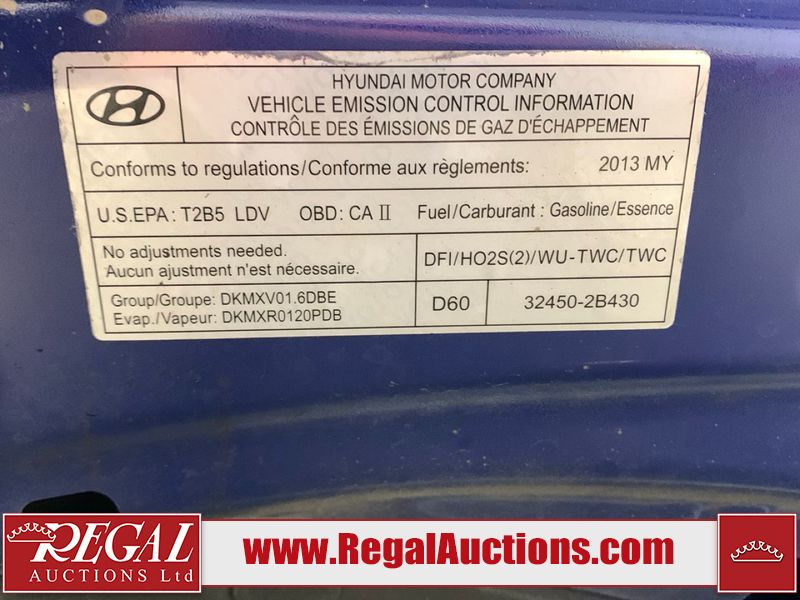 HYUNDAI MOTOR COMPANY
VEHICLE EMISSION CONTROL INFORMATION
CONTRÔLE DES ÉMISSIONS DE GAZ D'ÉCHAPPEMENT
Conforms to regulations/Conforme aux règlements: 2013 MY
U.S.EPA: T2B5 LDV OBD: CA II Fuel/Carburant : Gasoline/Essence
No adjustments needed.
Aucun ajustment n'est nécessaire.
DFI/HO2S(2)/WU-TWC/TWC
Group/Groupe: DKMXV01.6DBE
Evap./Vapeur: DKMXR0120PDB
D60 32450-2B430
REGAL
AUCTIONS Ltd
www.RegalAuctions.com